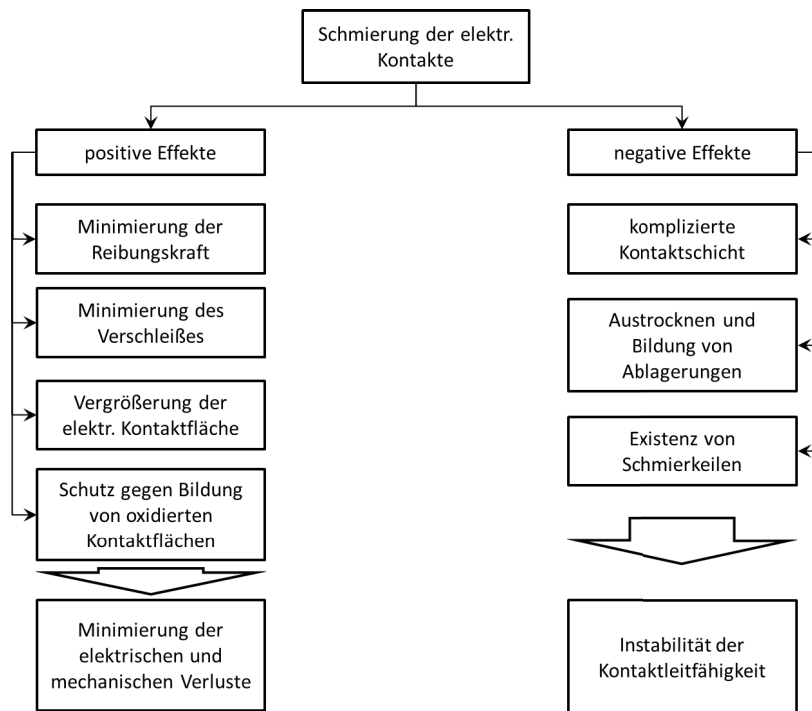 Schmierung der elektr.
Kontakte
positive Effekte
Minimierung der
Reibungskraft
Minimierung des
Verschleißes
Vergrößerung der
elektr. Kontaktfläche
Schutz gegen Bildung
von oxidierten
Kontaktflächen
Minimierung der
elektrischen und
mechanischen Verluste
negative Effekte
komplizierte
Kontaktschicht
Austrocknen und
Bildung von
Ablagerungen
Existenz von
Schmierkeilen
Instabilität der
Kontaktleitfähigkeit